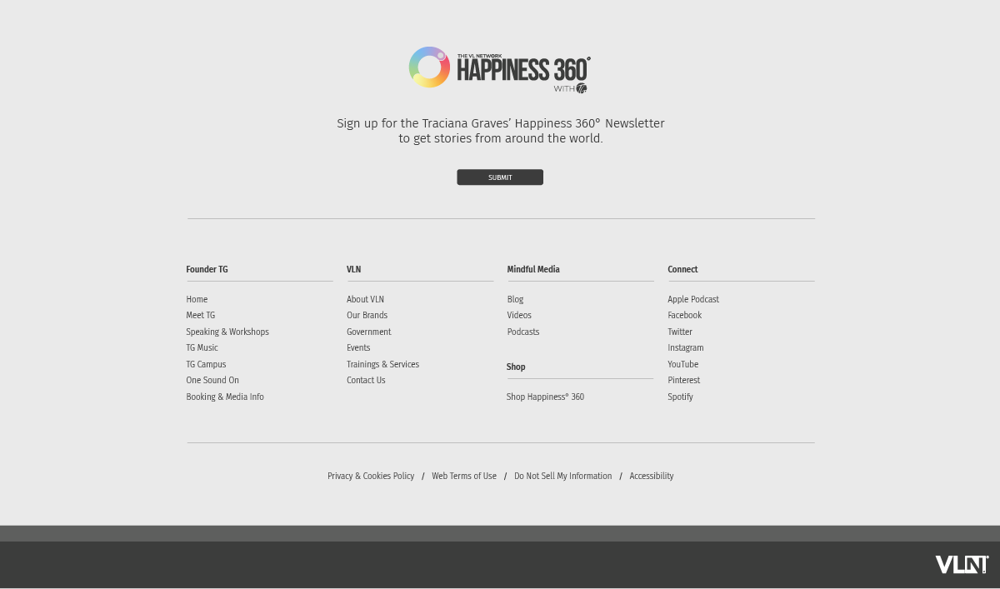 THE VL NETWORK
HAPPINESS 360°
WITH
Sign up for the Traciana Graves’ Happiness 360° Newsletter
to get stories from around the world.
SUBMIT
Founder TG
Home
Meet TG
Speaking & Workshops
TG Music
TG Campus
One Sound On
Booking & Media Info
VLN
About VLN
Our Brands
Government
Events
Trainings & Services
Contact Us
Mindful Media
Blog
Videos
Podcasts
Shop
Shop Happiness° 360
Connect
Apple Podcast
Facebook
Twitter
Instagram
YouTube
Pinterest
Spotify
Privacy & Cookies Policy / Web Terms of Use / Do Not Sell My Information / Accessibility
VLN